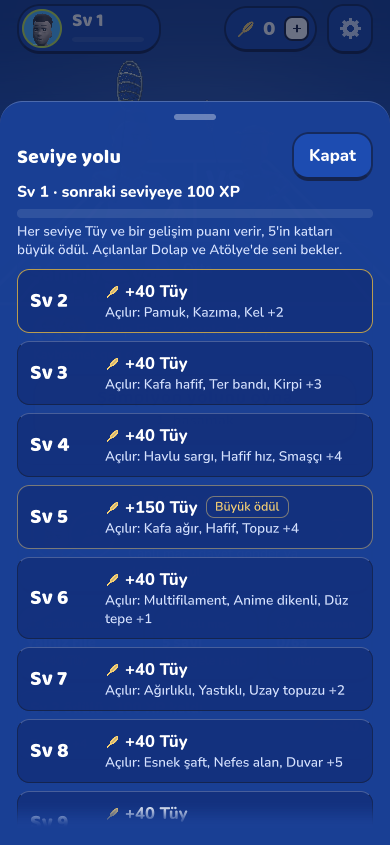 Sv 1
0
+
Seviye yolu
Kapat
Sv 1 · sonraki seviyeye 100 XP
Her seviye Tüy ve bir gelişim puanı verir, 5'in katları
büyük ödül. Açılanlar Dolap ve Atölye'de seni bekler.
Sv 2
+40 Tüy
Açılır: Pamuk, Kazıma, Kel +2
Sv 3
+40 Tüy
Açılır: Kafa hafif, Ter bandı, Kirpi +3
Sv 4
+40 Tüy
Açılır: Havlu sargı, Hafif hız, Smaşçı +4
Sv 5
+150 Tüy Büyük ödül
Açılır: Kafa ağır, Hafif, Topuz +4
Sv 6
+40 Tüy
Açılır: Multifilament, Anime dikenli, Düz
tepe +1
Sv 7
+40 Tüy
Açılır: Ağırlıklı, Yastıklı, Uzay topuzu +2
Sv 8
+40 Tüy
Açılır: Esnek şaft, Nefes alan, Duvar +5
Sv 9
+40 Tüy